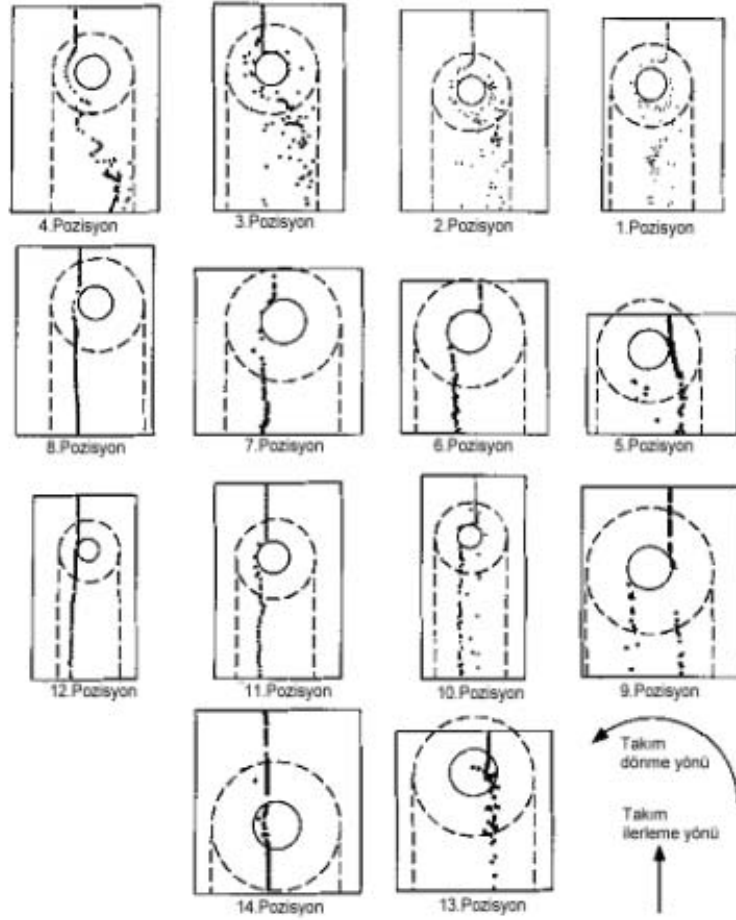 4.Pozisyon
3.Pozisyon
2.Pozisyon
1.Pozisyon
8.Pozisyon
7.Pozisyon
6.Pozisyon
5.Pozisyon
12.Pozisyon
11.Pozisyon
10.Pozisyon
9.Pozisyon
Takım
dönme yönü
Takım
ilerleme yönü
14.Pozisyon
13.Pozisyon